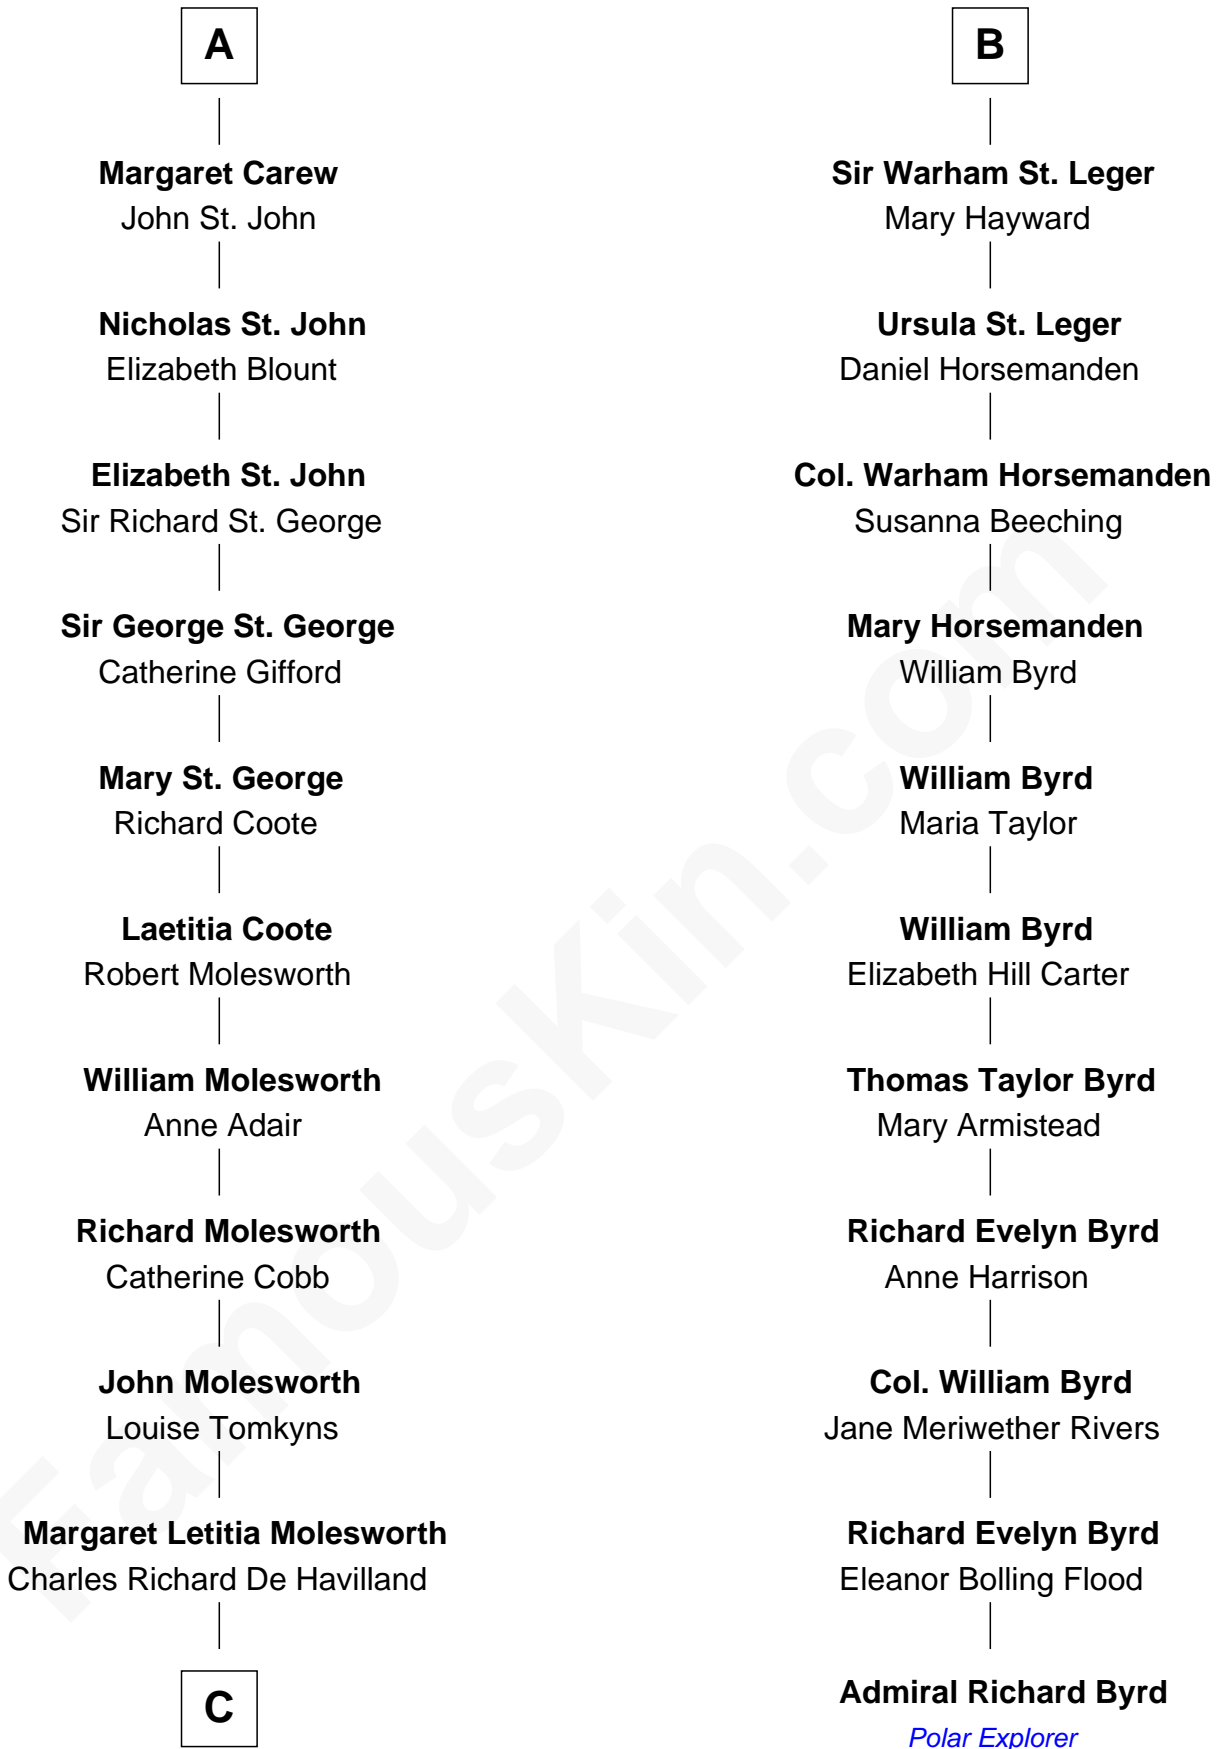 A
Margaret Carew
John St. John
Nicholas St. John
Elizabeth Blount
Elizabeth St. John
Sir Richard St. George
Sir George St. George
Catherine Gifford
Mary St. George
Richard Coote
Laetitia Coote
Robert Molesworth
William Molesworth
Anne Adair
Richard Molesworth
Catherine Cobb
John Molesworth
Louise Tomkyns
Margaret Letitia Molesworth
Charles Richard De Havilland
C
B
Sir Warham St. Leger
Mary Hayward
Ursula St. Leger
Daniel Horsemanden
Col. Warham Horsemanden
Susanna Beeching
Mary Horsemanden
William Byrd
William Byrd
Maria Taylor
William Byrd
Elizabeth Hill Carter
Thomas Taylor Byrd
Mary Armistead
Richard Evelyn Byrd
Anne Harrison
Col. William Byrd
Jane Meriwether Rivers
Richard Evelyn Byrd
Eleanor Bolling Flood
Admiral Richard Byrd
Polar Explorer
FamousKin.com